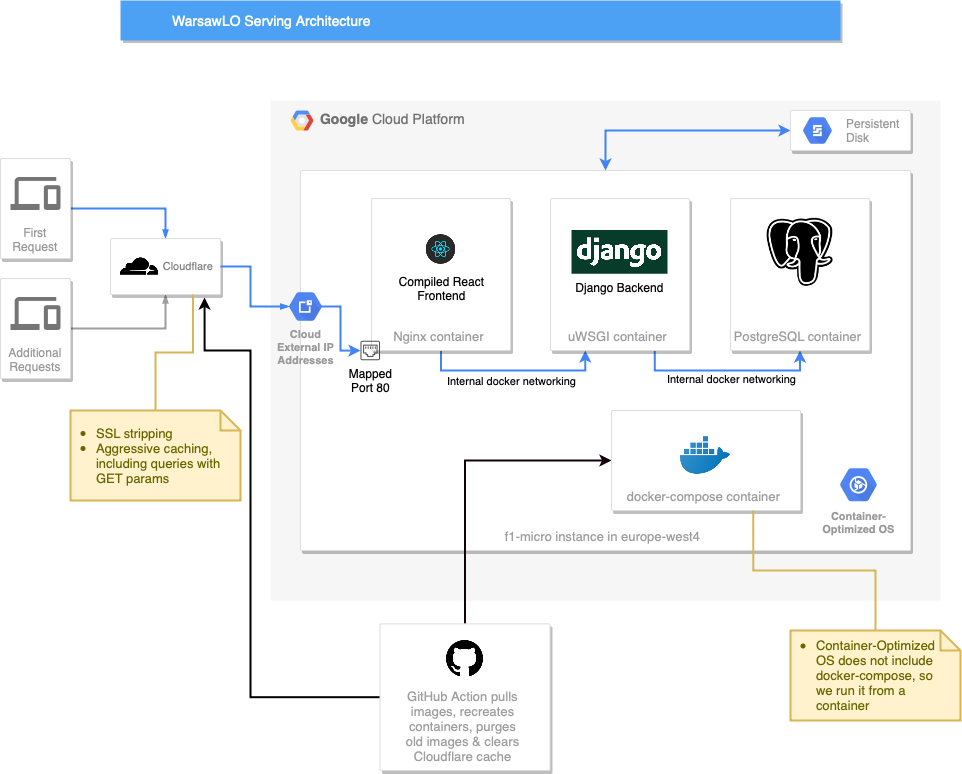 WarsawLO Serving Architecture
Google Cloud Platform
Persistent
Disk
First
Request
Cloudflare
Additional
Requests
Cloud
External IP
Addresses
Mapped
Port 80
Compiled React
Frontend
Nginx container
django
Django Backend
uWSGI container
PostgreSQL container
Internal docker networking
Internal docker networking
• SSL stripping
• Aggressive caching,
including queries with
GET params
docker-compose container
Container-
Optimized OS
f1-micro instance in europe-west4
GitHub Action pulls
images, recreates
containers, purges
old images & clears
Cloudflare cache
• Container-Optimized
OS does not include
docker-compose, so
we run it from a
container